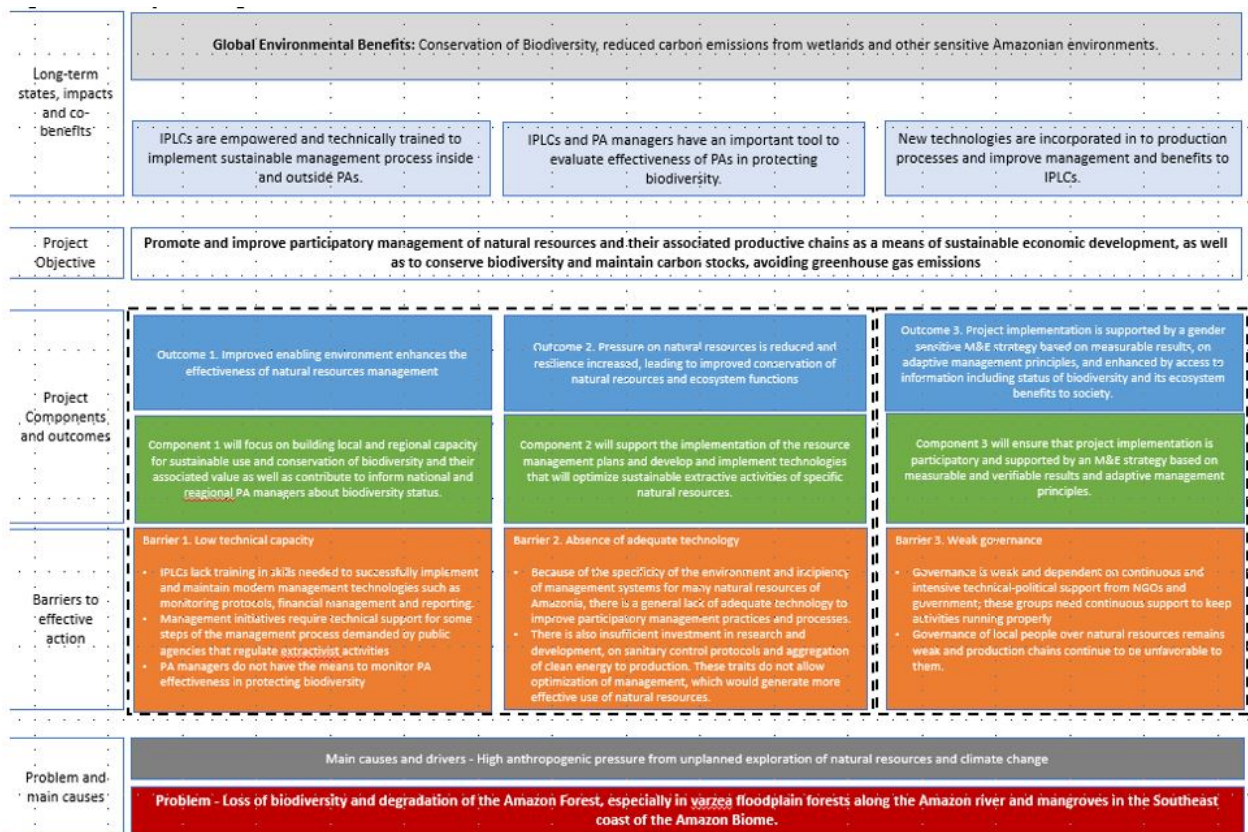 Long-term
states, impacts
and co-
benefits
Global Environmental Benefits: Conservation of Biodiversity, reduced carbon emissions from wetlands and other sensitive Amazonian environments.
IPLCs are empowered and technically trained to
implement sustainable management process inside
and outside PAs.
IPLCs and PA managers have an important tool to
evaluate effectiveness of PAs in protecting
biodiversity.
New technologies are incorporated in to production
processes and improve management and benefits to
IPLCs.
Project
Objective
Promote and improve participatory management of natural resources and their associated productive chains as a means of sustainable economic development, as well
as to conserve biodiversity and maintain carbon stocks, avoiding greenhouse gas emissions
Project
Components
and outcomes
Outcome 1. Improved enabling environment enhances the
effectiveness of natural resources management
Outcome 2. Pressure on natural resources is reduced and
resilience increased, leading to improved conservation of
natural resources and ecosystem functions
Outcome 3. Project implementation is supported by a gender
sensitive M&E strategy based on measurable results, on
adaptive management principles, and enhanced by access to
information including status of biodiversity and its ecosystem
benefits to society.
Component 1 will focus on building local and regional capacity
for sustainable use and conservation of biodiversity and their
associated value as well as contribute to inform national and
reagional PA managers about biodiversity status.
Component 2 will support the implementation of the resource
management plans and develop and implement technologies
that will optimize sustainable extractive activities of specific
natural resources.
Component 3 will ensure that project implementation is
participatory and supported by an M&E strategy based on
measurable and verifiable results and adaptive management
principles.
Barriers to
effective
action
Barrier 1. Low technical capacity
• IPLCs lack training in skills needed to successfully implement
and maintain modern management technologies such as
monitoring protocols, financial management and reporting.
• Management initiatives require technical support for some
steps of the management process demanded by public
agencies that regulate extractivist activities
• PA managers do not have the means to monitor PA
effectiveness in protecting biodiversity
Barrier 2. Absence of adequate technology
• Because of the specificity of the environment and incipiency
of management systems for many natural resources of
Amazonia, there is a general lack of adequate technology to
improve participatory management practices and processes.
• There is also insufficient investment in research and
development, on sanitary control protocols and aggregation
of clean energy to production. These traits do not allow
optimization of management, which would generate more
effective use of natural resources.
Barrier 3. Weak governance
• Governance is weak and dependent on continuous and
intensive technical-political support from NGOs and
guvernment; these groups need continuous support to keep
activities running properly
• Governance of local people over natural resources remains
weak and production chains continue to be unfavorable to
them.
Problem and
main causes
Main causes and drivers - High anthropogenic pressure from unplanned exploration of natural resources and climate change
Problem - Loss of biodiversity and degradation of the Amazon Forest, especially in varzea floodplain forests along the Amazon river and mangroves in the Southeast
coast of the Amazon Biome.